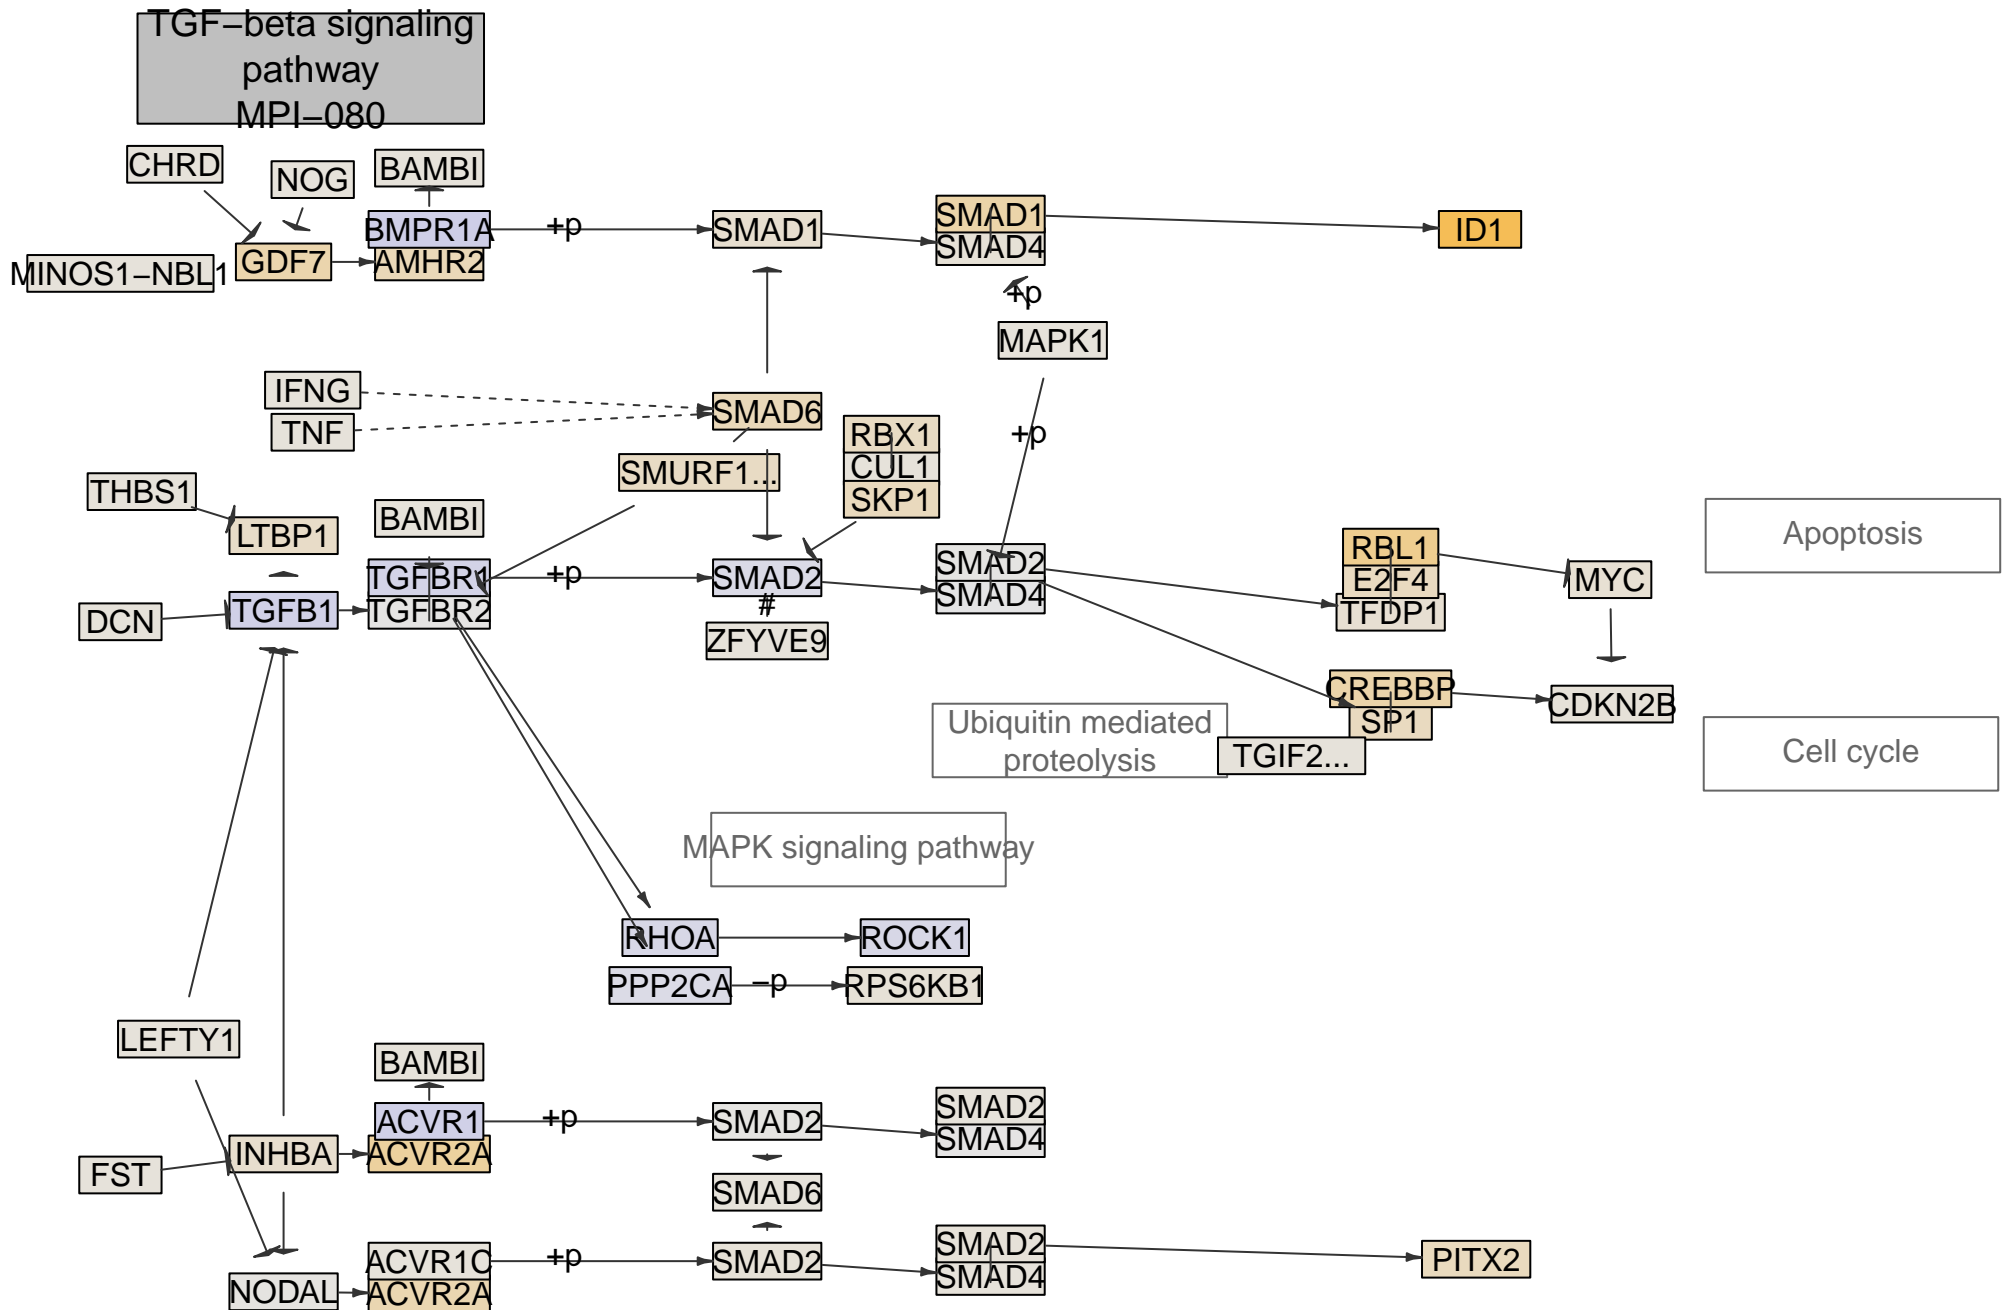 TGF−beta signaling
pathway
MPI−080
CHRD
NOG
BAMBI
BMPR1A
+p
SMAD1
SMAD1
SMAD4
ID1
MINOS1−NBL1
GDF7
AMHR2
+p
MAPK1
IFNG
TNF
SMAD6
RBX1
CUL1
SKP1
+p
SMURF1...
THBS1
LTBP1
BAMBI
TGFBR1
TGFBR2
+p
SMAD2
#
ZFYVE9
SMAD2
SMAD4
RBL1
E2F4
TFDP1
MYC
Apoptosis
DCN
TGFB1
CREBBP
SP1
CDKN2B
Ubiquitin mediated
proteolysis
TGIF2...
Cell cycle
MAPK signaling pathway
RHOA
ROCK1
PPP2CA
−p
RPS6KB1
LEFTY1
BAMBI
ACVR1
ACVR2A
+p
SMAD2
SMAD2
SMAD4
FST
INHBA
SMAD6
NODAL
ACVR1C
ACVR2A
+p
SMAD2
SMAD2
SMAD4
PITX2